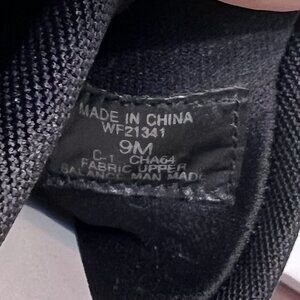 MADE IN CHINA
WF21341
9M
C-1 CHA64
FABRIC UPPER
BALANCE MAN MADE